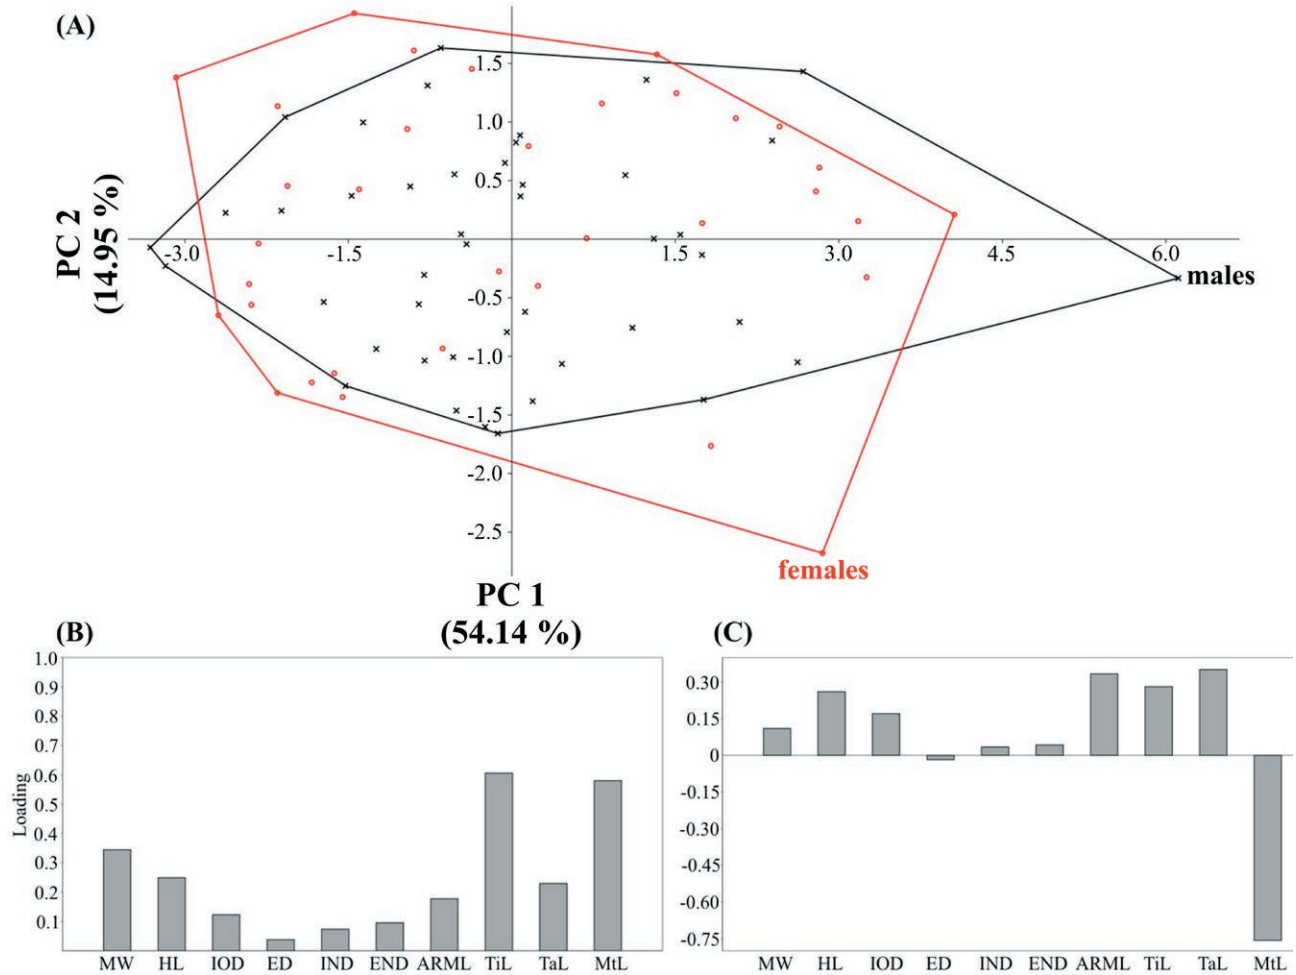 (A)
1.5
1.0
0.5
-3.0 -1.5 1.5 3.0 4.5 6.0
-0.5
-1.0
-1.5
-2.0
-2.5
PC 2
(14.95 %)
males
females
PC 1
(54.14 %)
(B)
Loading
1.0
0.9
0.8
0.7
0.6
0.5
0.4
0.3
0.2
0.1
MW HL IOD ED IND END ARML TiL TaL MtL
(C)
0.30
0.15
0
-0.15
-0.30
-0.45
-0.60
-0.75
MW HL IOD ED IND END ARML TiL TaL MtL